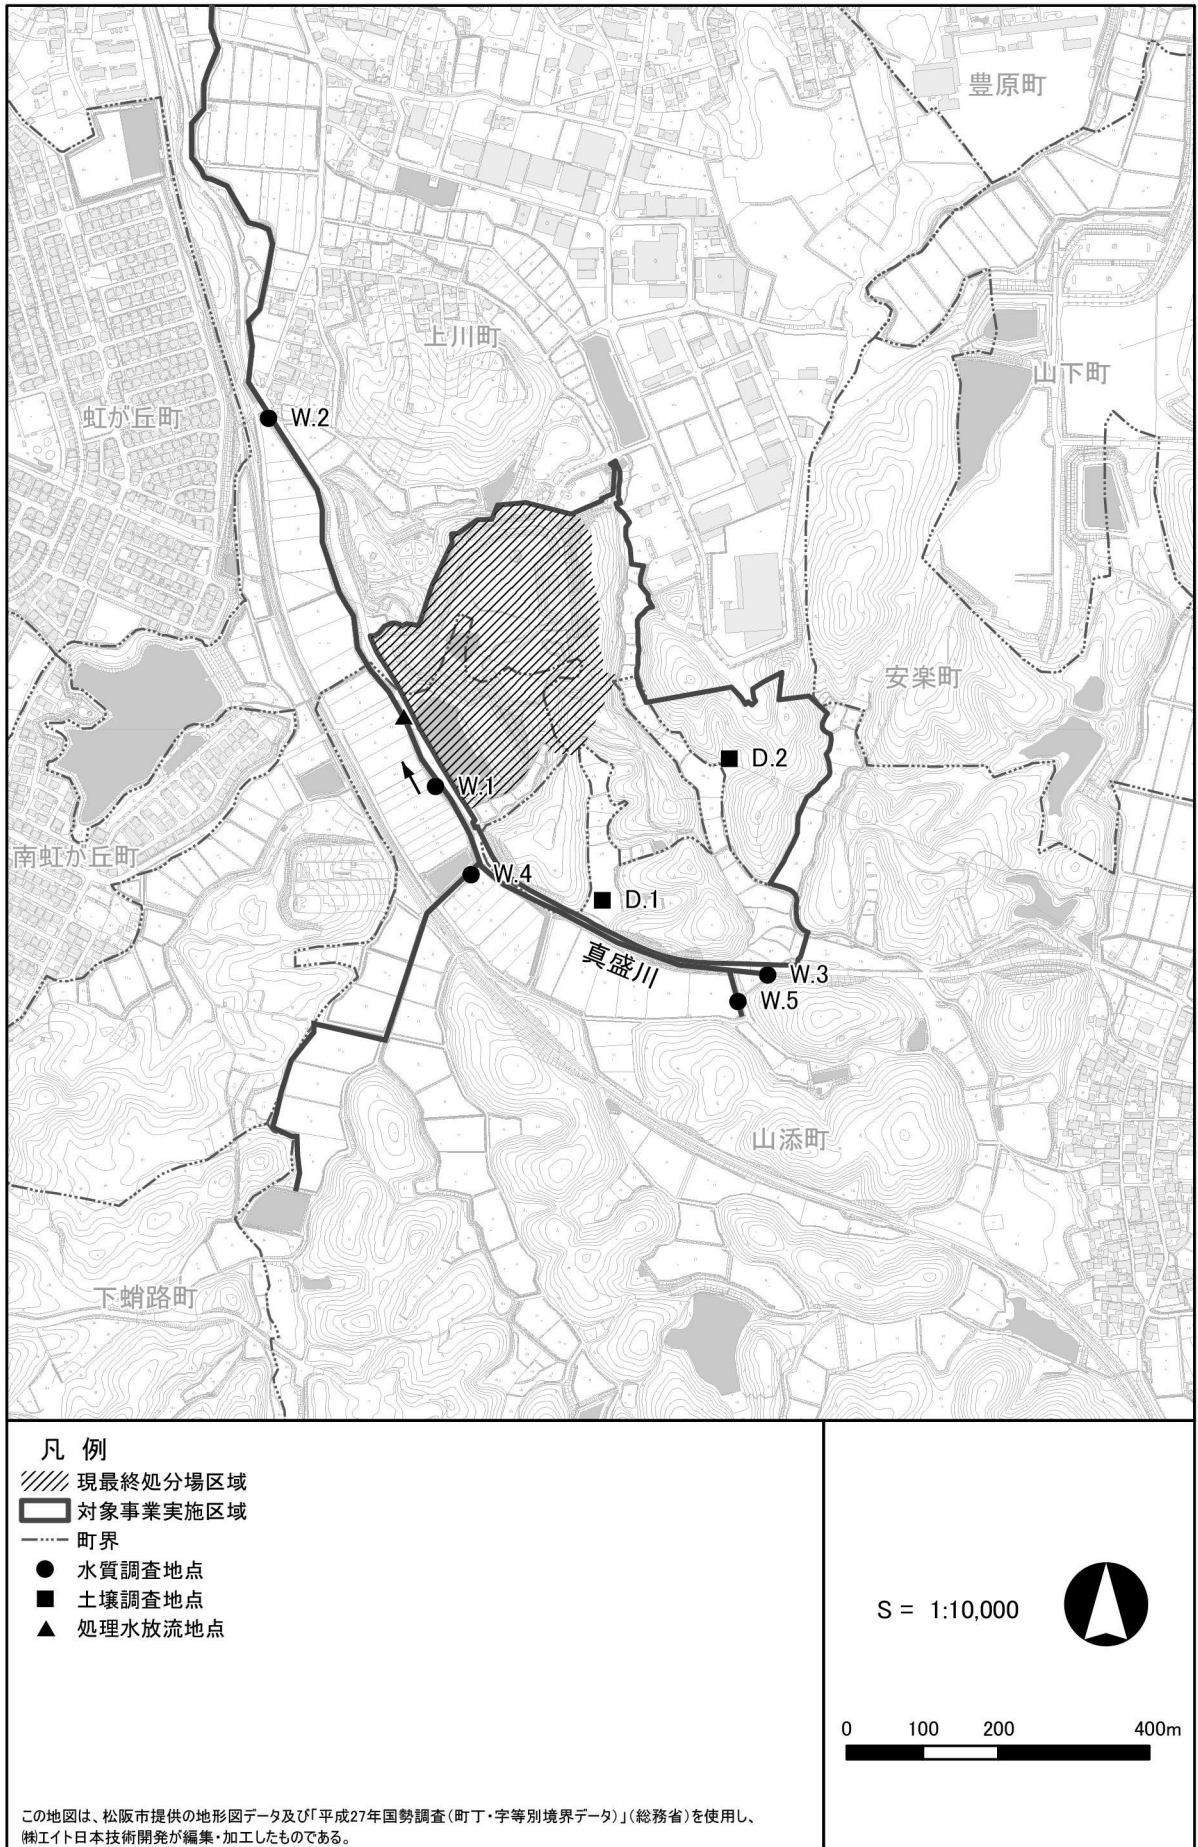 豊原町
上川町
山下町
虹が丘町
W.2
安楽町
D.2
W.1
南虹が丘町
W.4
D.1
真盛川
W.3
W.5
山添町
下蛸路町
凡 例
現最終処分場区域
対象事業実施区域
町界
水質調査地点
土壌調査地点
処理水放流地点
S = 1:10,000
0 100 200 400m
この地図は、松阪市提供の地形図データ及び「平成27年国勢調査(町丁・字等別境界データ)」(総務省)を使用し、
㈱エイト日本技術開発が編集・加工したものである。